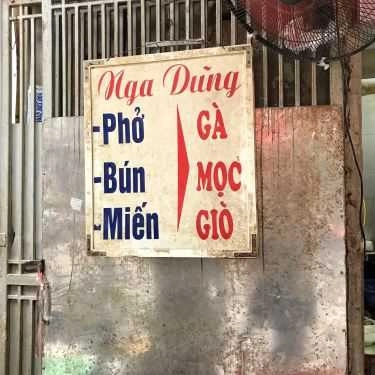 Nga Dũng
-Phở GÀ
-Bún MỌC
-Miến GIÒ